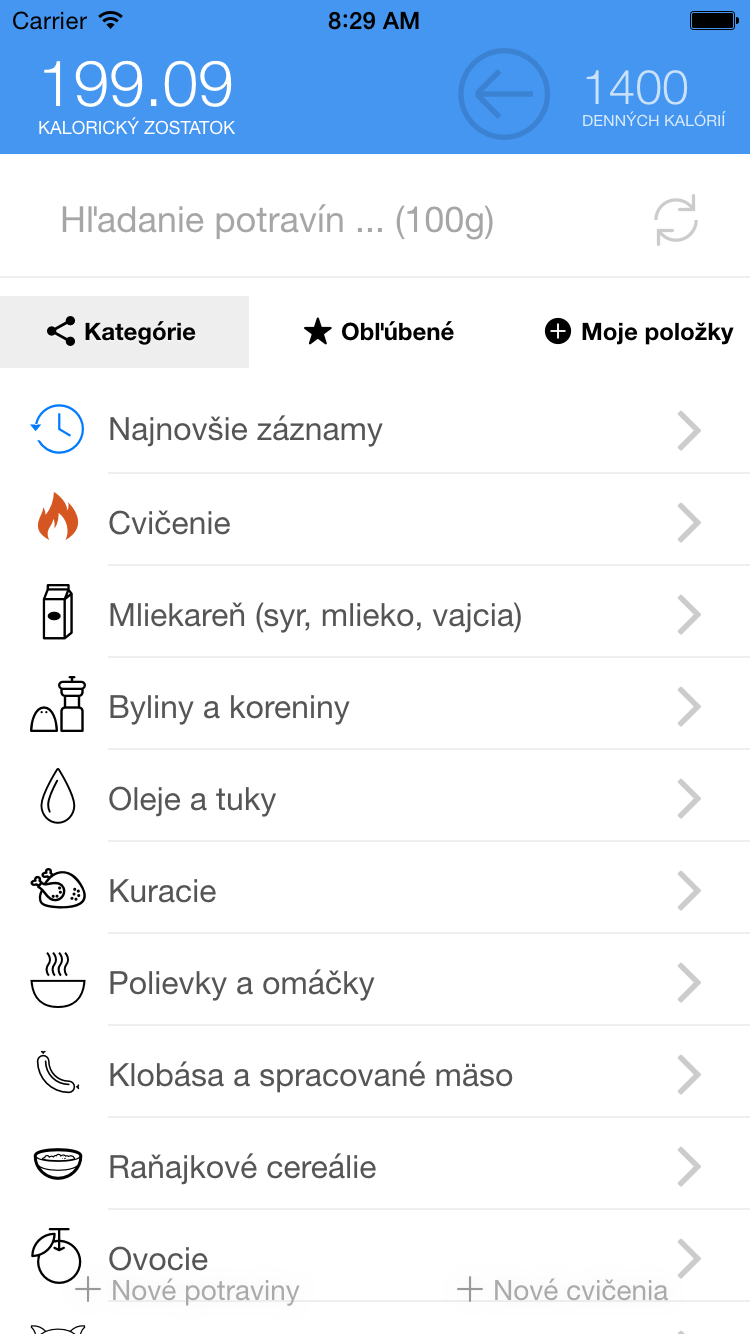 Carrier 8:29 AM
199.09 1400
KALORICKÝ ZOSTATOK DENNÝCH KALÓRIÍ
Hľadanie potravín ... (100g)
Kategórie Obľúbené Moje položky
Najnovšie záznamy
Cvičenie
Mliekareň (syr, mlieko, vajcia)
Byliny a koreniny
Oleje a tuky
Kuracie
Polievky a omáčky
Klobása a spracované mäso
Raňajkové cereálie
Ovocie
Nové potraviny Nové cvičenia